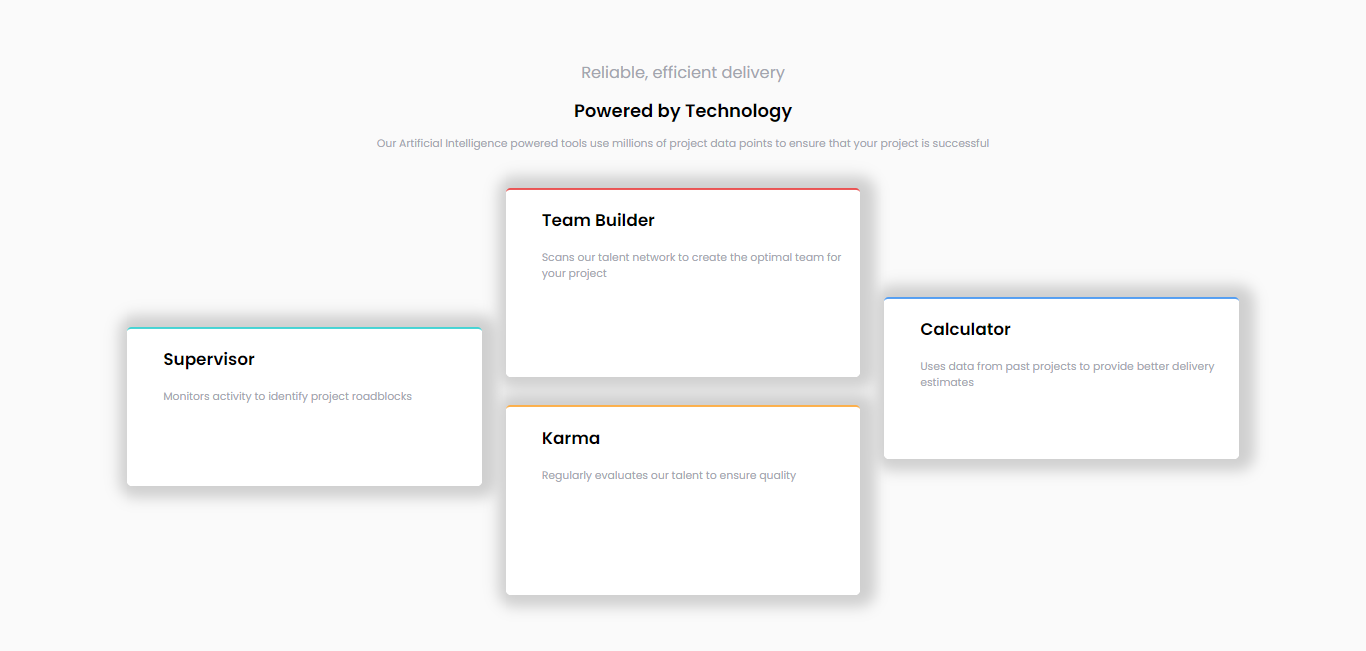 Reliable, efficient delivery
Powered by Technology
Our Artificial Intelligence powered tools use millions of project data points to ensure that your project is successful
Supervisor
Monitors activity to identify project roadblocks
Team Builder
Scans our talent network to create the optimal team for
your project
Karma
Regularly evaluates our talent to ensure quality
Calculator
Uses data from past projects to provide better delivery
estimates